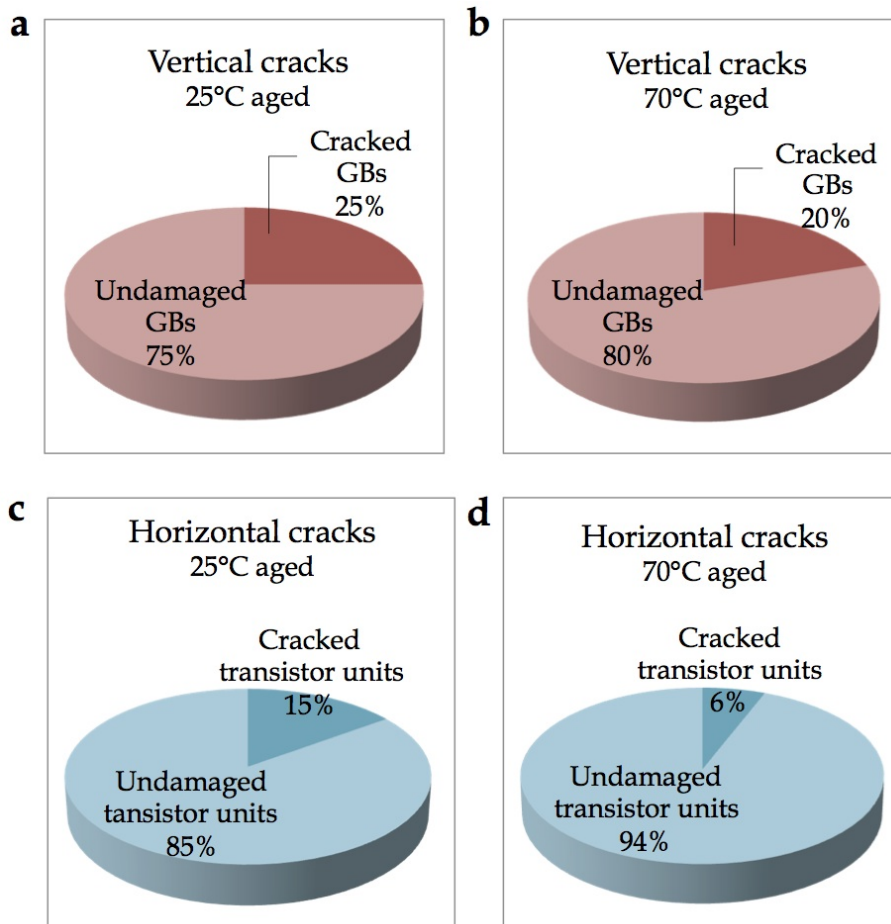 a
Vertical cracks
25°C aged
Cracked
GBs
25%
Undamaged
GBs
75%
b
Vertical cracks
70°C aged
Cracked
GBs
20%
Undamaged
GBs
80%
c
Horizontal cracks
25°C aged
Cracked
transistor units
15%
Undamaged
tansistor units
85%
d
Horizontal cracks
70°C aged
Cracked
transistor units
6%
Undamaged
transistor units
94%